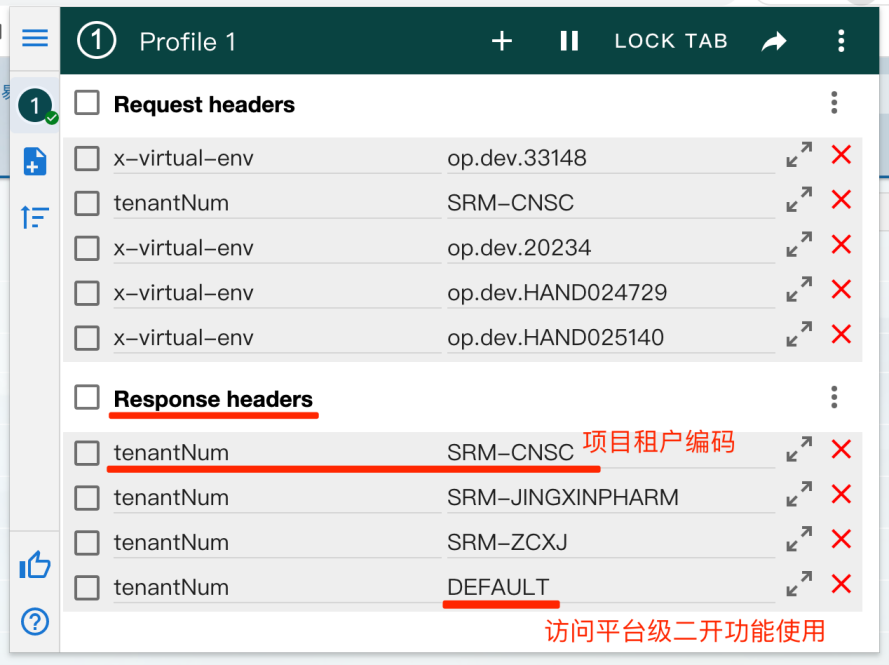 1 Profile 1 + LOCK TAB
1
Request headers
x-virtual-env op.dev.33148
tenantNum SRM-CNSC
x-virtual-env op.dev.20234
x-virtual-env op.dev.HAND024729
x-virtual-env op.dev.HAND025140
Response headers
tenantNum SRM-CNSC 项目租户编码
tenantNum SRM-JINGXINPHARM
tenantNum SRM-ZCXJ
tenantNum DEFAULT
访问平台级二开功能使用